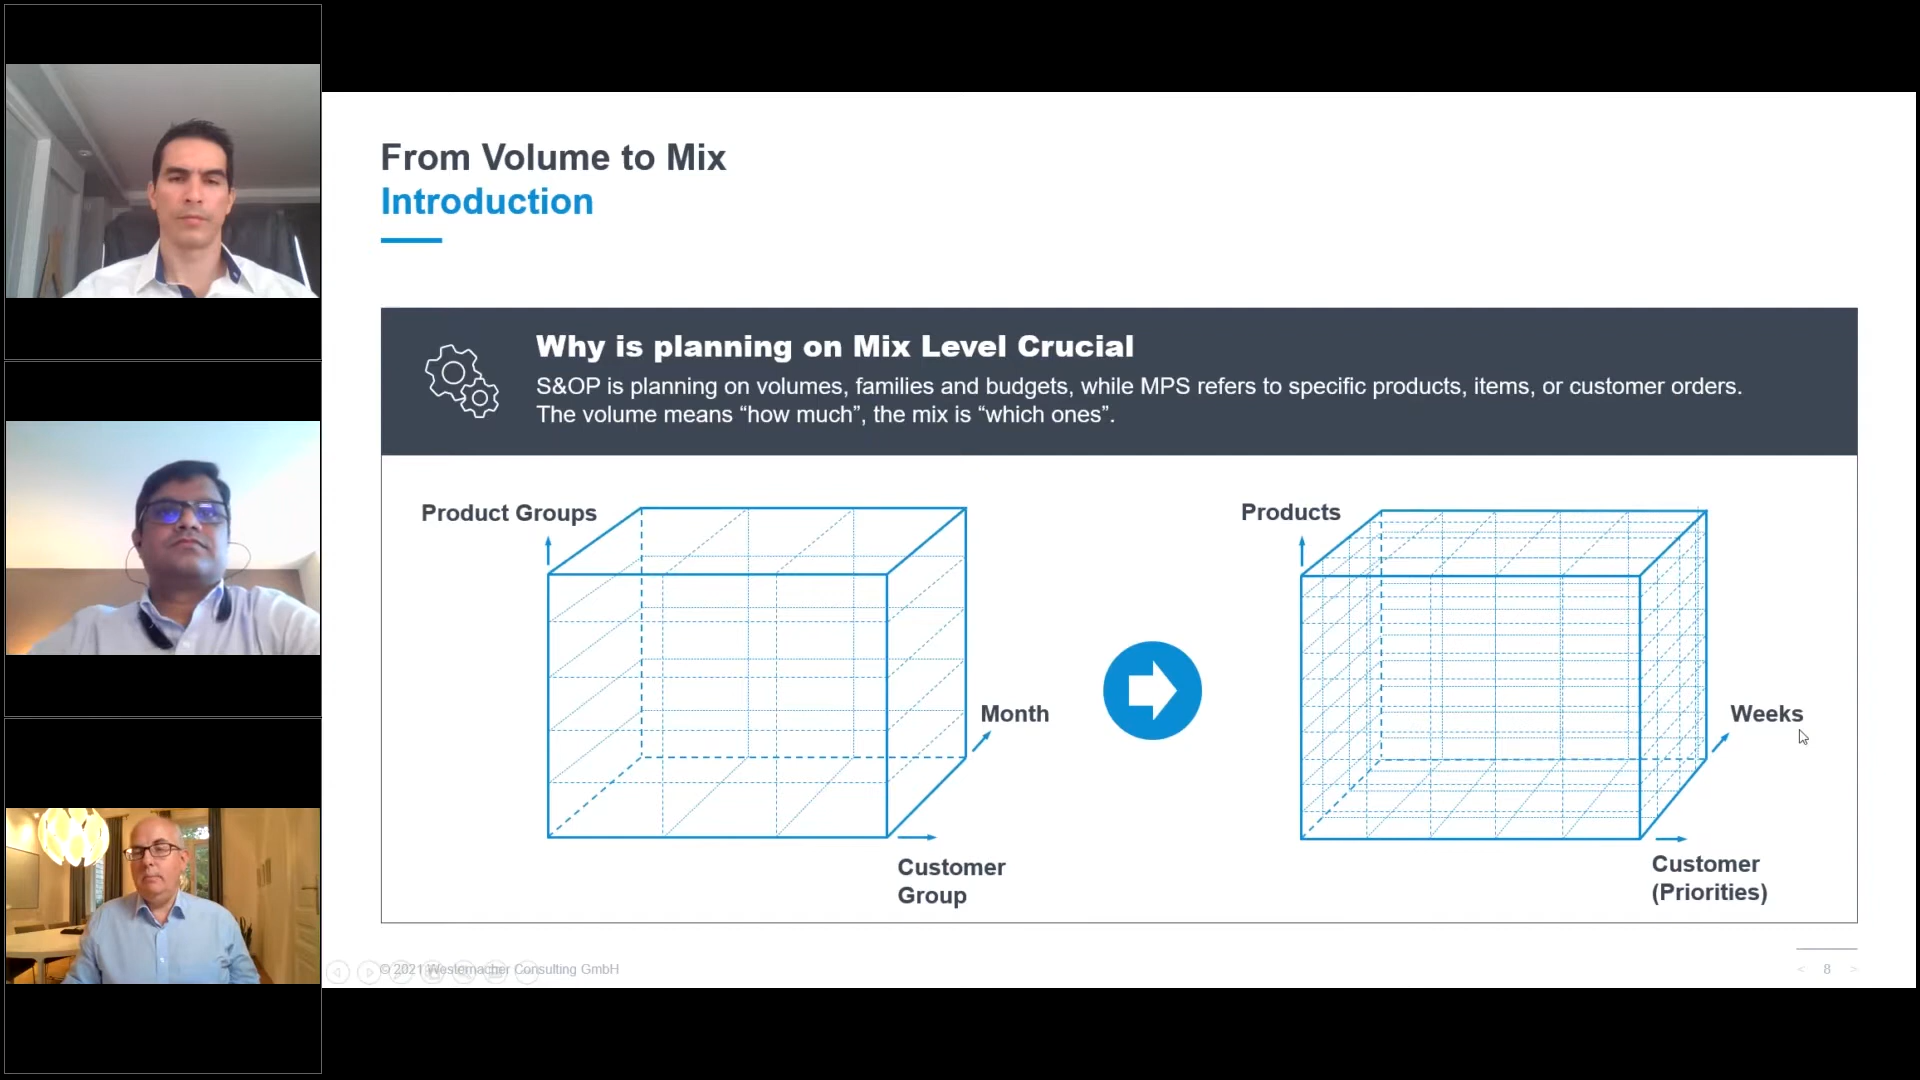 From Volume to Mix
Introduction
Why is planning on Mix Level Crucial
S&OP is planning on volumes, families and budgets, while MPS refers to specific products, items, or customer orders.
The volume means “how much”, the mix is “which ones”.
Product Groups
Month
Customer
Group
Products
Weeks
Customer
(Priorities)
© 2021 Westernacher Consulting GmbH
< 8 >